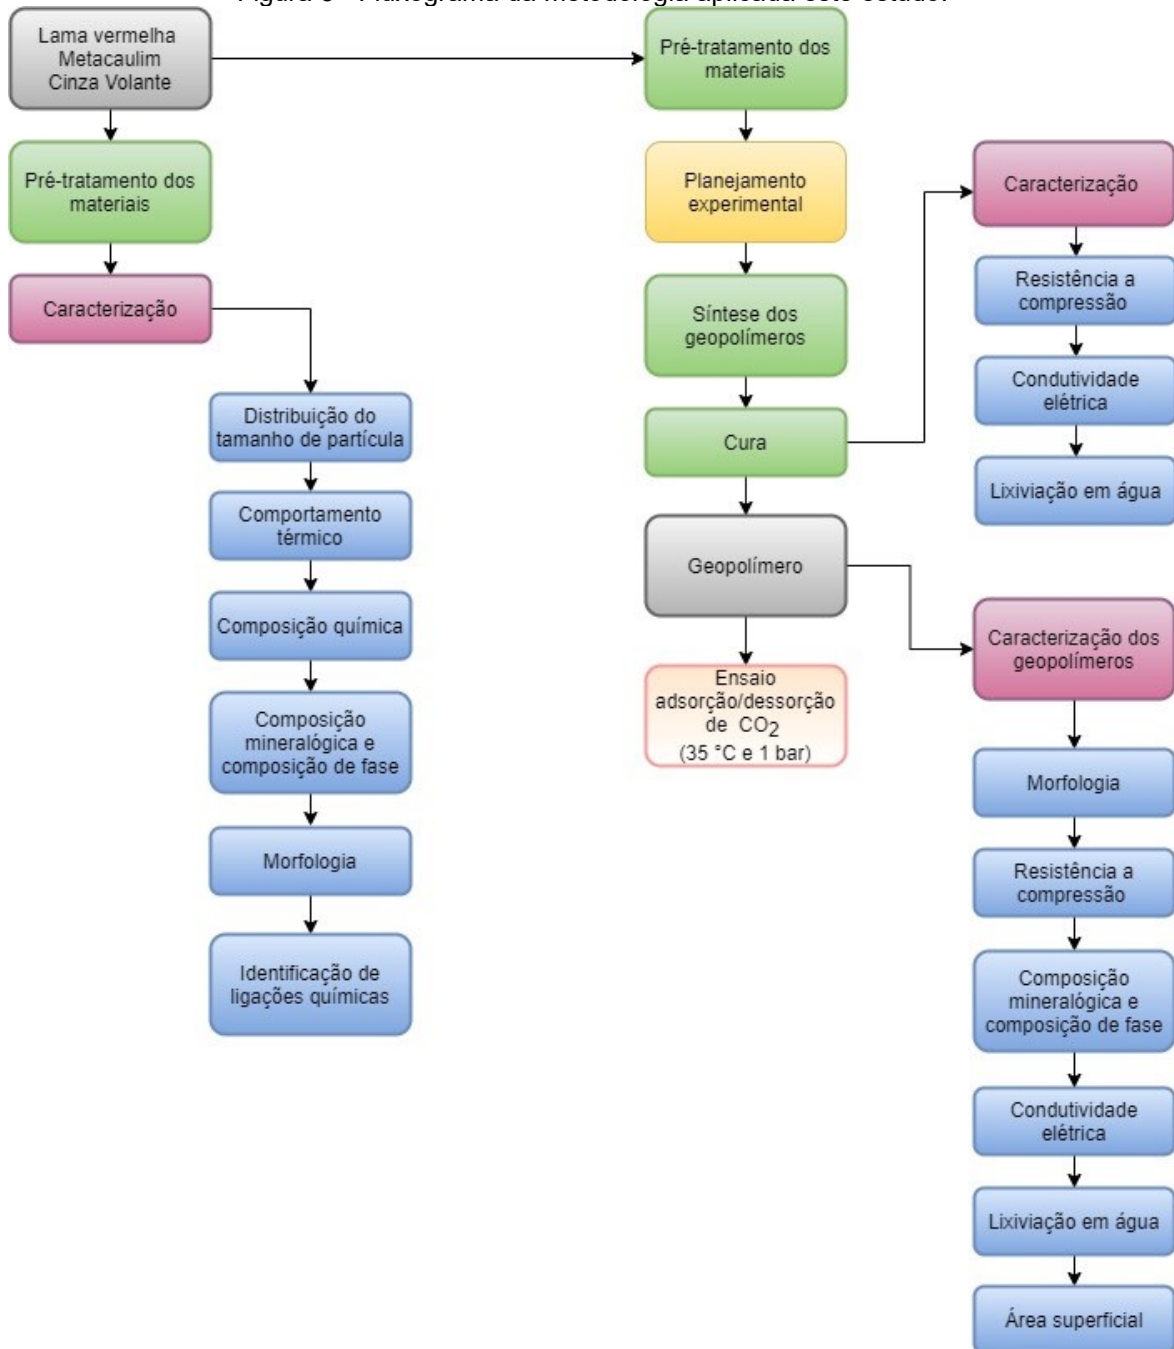 Lama vermelha
Metacaulim
Cinza Volante
Pré-tratamento dos
materiais
Caracterização
Distribuição do
tamanho de partícula
Comportamento
térmico
Composição química
Composição
mineralógica e
composição de fase
Morfologia
Identificação de
ligações químicas
Pré-tratamento dos
materiais
Planejamento
experimental
Síntese dos
geopolímeros
Cura
Geopolímero
Ensaio
adsorção/dessorção
de CO2
(35 °C e 1 bar)
Caracterização
Resistência a
compressão
Condutividade
elétrica
Lixiviação em água
Caracterização dos
geopolímeros
Morfologia
Resistência a
compressão
Composição
mineralógica e
composição de fase
Condutividade
elétrica
Lixiviação em água
Área superficial